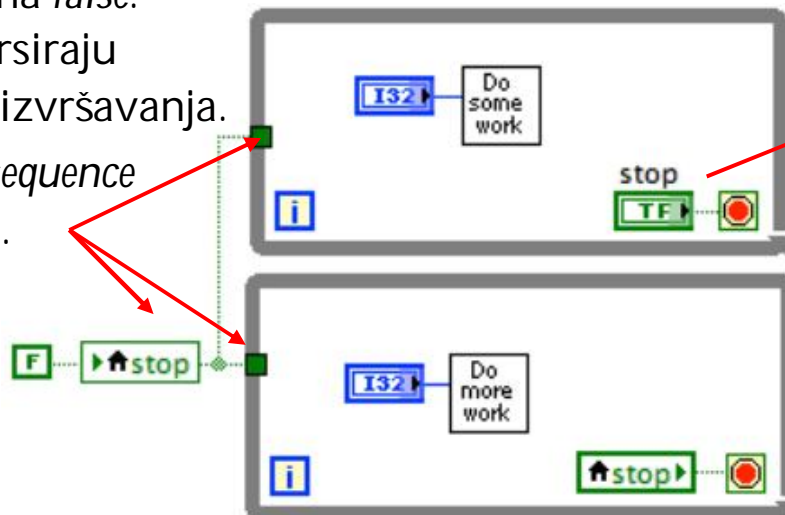 na false.
rsiraju
izvršavanja.
equence
.
I32
Do
some
work
stop
TF
i
F
stop
I32
Do
more
work
i
stop